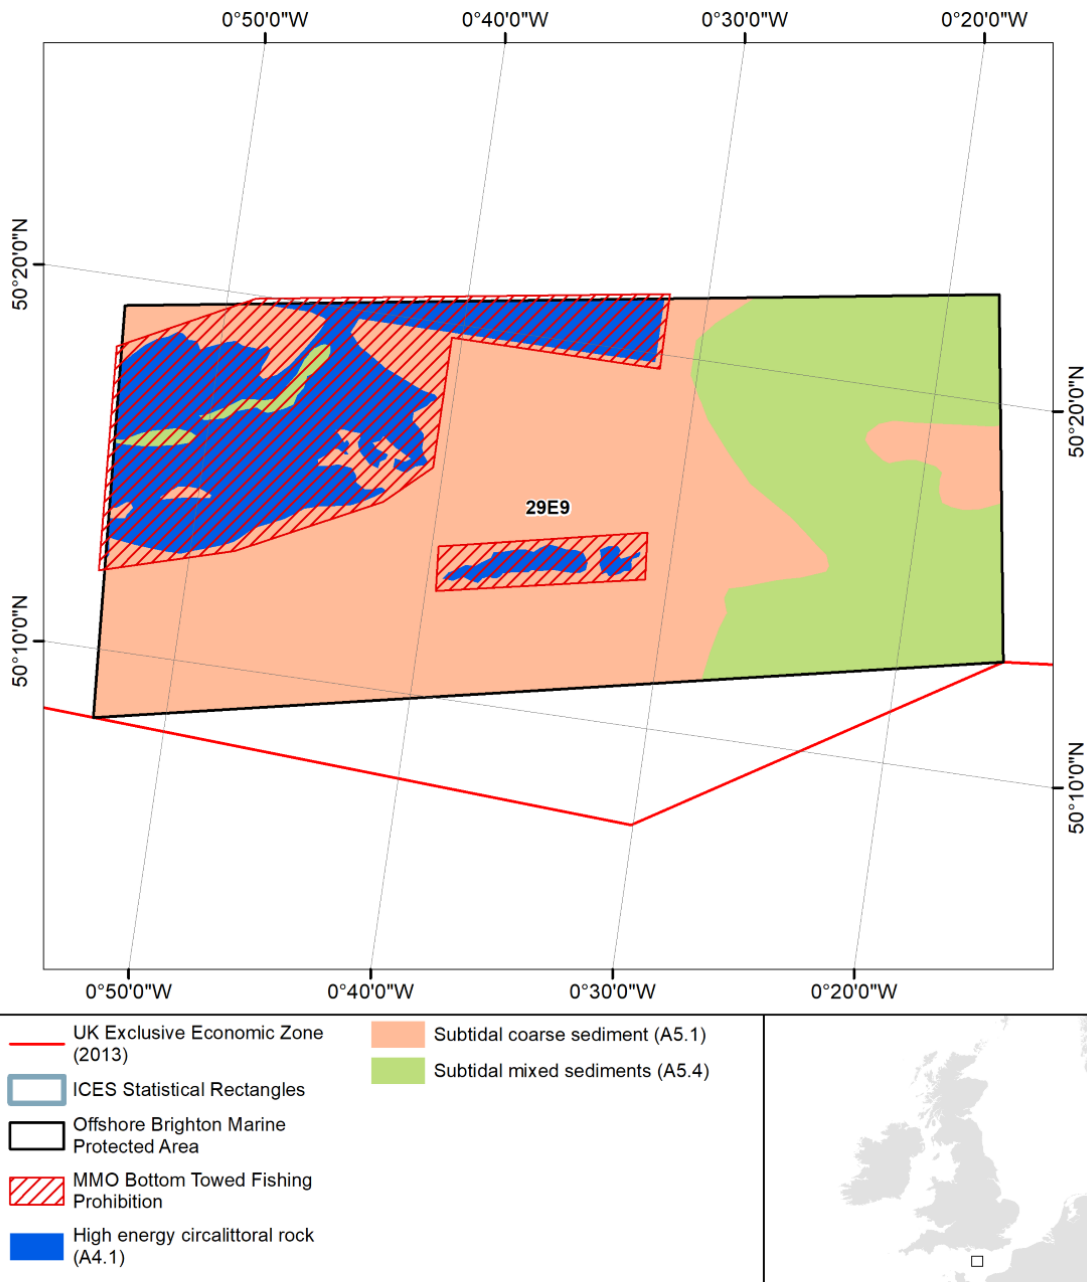 0°50'0"W 0°40'0"W 0°30'0"W 0°20'0"W
50°20'0"N
50°20'0"N
29E9
50°10'0"N
50°10'0"N
0°50'0"W 0°40'0"W 0°30'0"W 0°20'0"W
UK Exclusive Economic Zone
(2013)
ICES Statistical Rectangles
Offshore Brighton Marine
Protected Area
MMO Bottom Towed Fishing
Prohibition
High energy circalittoral rock
(A4.1)
Subtidal coarse sediment (A5.1)
Subtidal mixed sediments (A5.4)